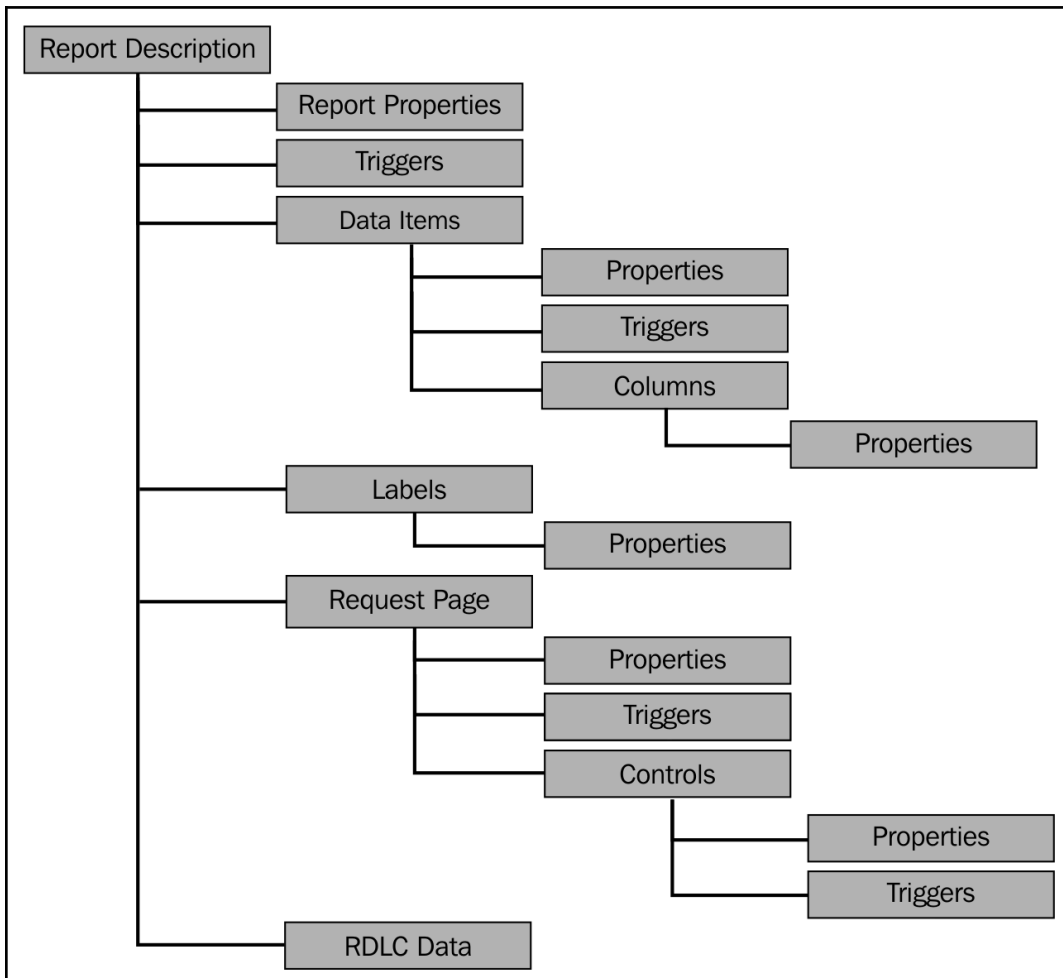 Report Description
Report Properties
Triggers
Data Items
Properties
Triggers
Columns
Properties
Labels
Properties
Request Page
Properties
Triggers
Controls
Properties
Triggers
RDLC Data